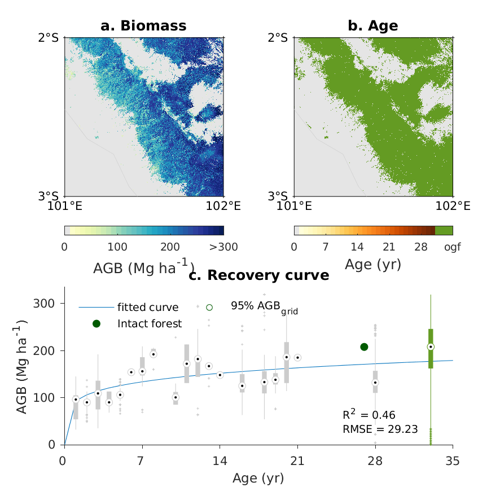 a. Biomass
b. Age
2°S
2°S
3°S
3°S
101°E 102°E
101°E 102°E
0 100 200 >300
0 7 14 21 28 ogf
AGB (Mg ha-1)
Age (yr)
c. Recovery curve
fitted curve
95% AGBgrid
Intact forest
300
200
100
0
AGB (Mg ha-1)
R2 = 0.46
RMSE = 29.23
0 7 14 21 28 35
Age (yr)